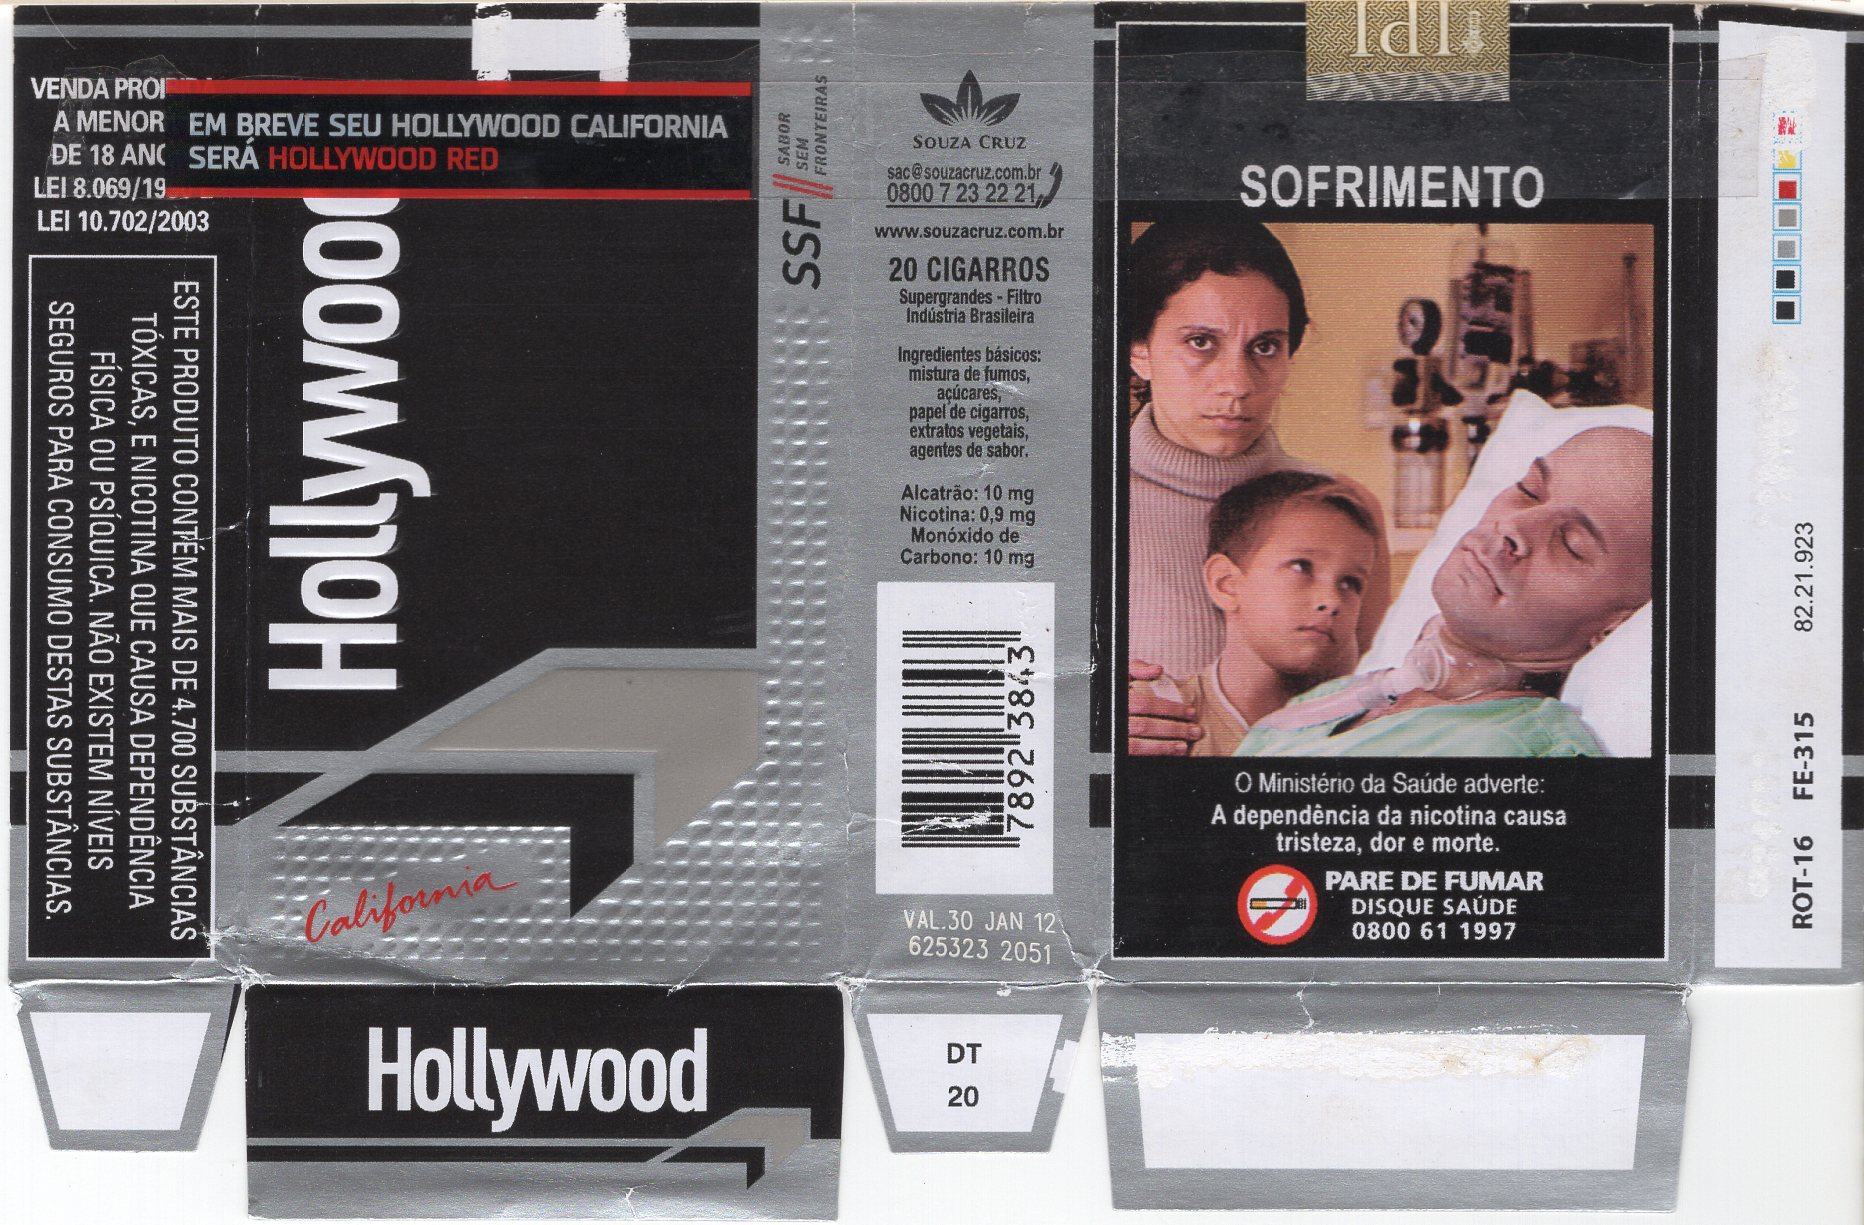 VENDA PROI
A MENOR
DE 18 ANO
LEI 8.069/19
LEI 10.702/2003
ESTE PRODUTO CONTÉM MAIS DE 4.700 SUBSTÂNCIAS
TÓXICAS, E NICOTINA QUE CAUSA DEPENDÊNCIA
FÍSICA OU PSÍQUICA. NÃO EXISTEM NÍVEIS
SEGUROS PARA CONSUMO DESTAS SUBSTÂNCIAS.
EM BREVE SEU HOLLYWOOD CALIFORNIA
SERÁ HOLLYWOOD RED
Hollywoo
California
SSF
SABOR
SEM
FRONTEIRAS
Hollywood
SOUZA CRUZ
sac@souzacruz.com.br
0800 7 23 22 21
www.souzacruz.com.br
20 CIGARROS
Supergrandes - Filtro
Indústria Brasileira
Ingredientes básicos:
mistura de fumos,
açúcares,
papel de cigarros,
extratos vegetais,
agentes de sabor.
Alcatrão: 10 mg
Nicotina: 0,9 mg
Monóxido de
Carbono: 10 mg
7892 3843
VAL.30 JAN 12
625323 2051
DT
20
IPI
SOFRIMENTO
O Ministério da Saúde adverte:
A dependência da nicotina causa
tristeza, dor e morte.
PARE DE FUMAR
DISQUE SAÚDE
0800 61 1997
ROT-16 FE-315 82.21.923